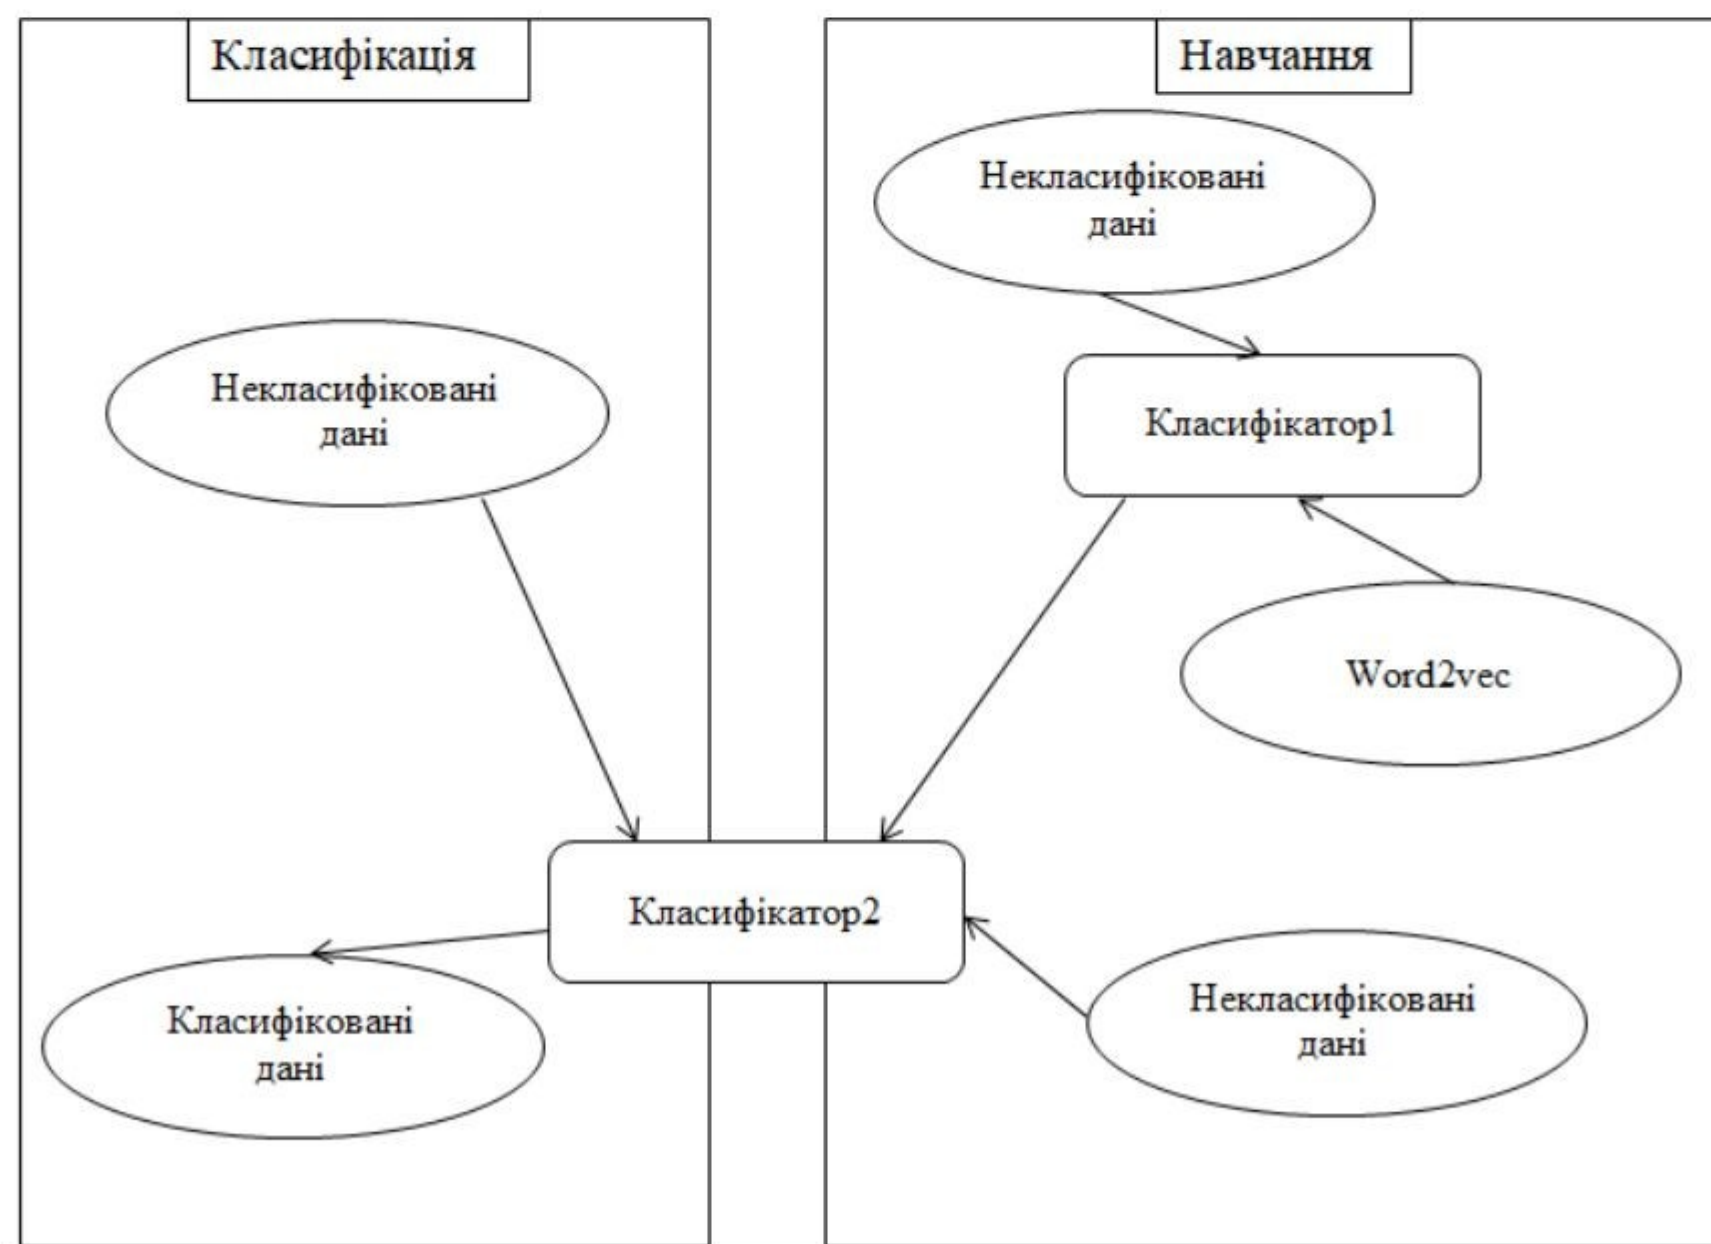 Класифікація
Некласифіковані
дані
Класифіковані
дані
Класифікатор2
Навчання
Некласифіковані
дані
Класифікатор1
Word2vec
Некласифіковані
дані